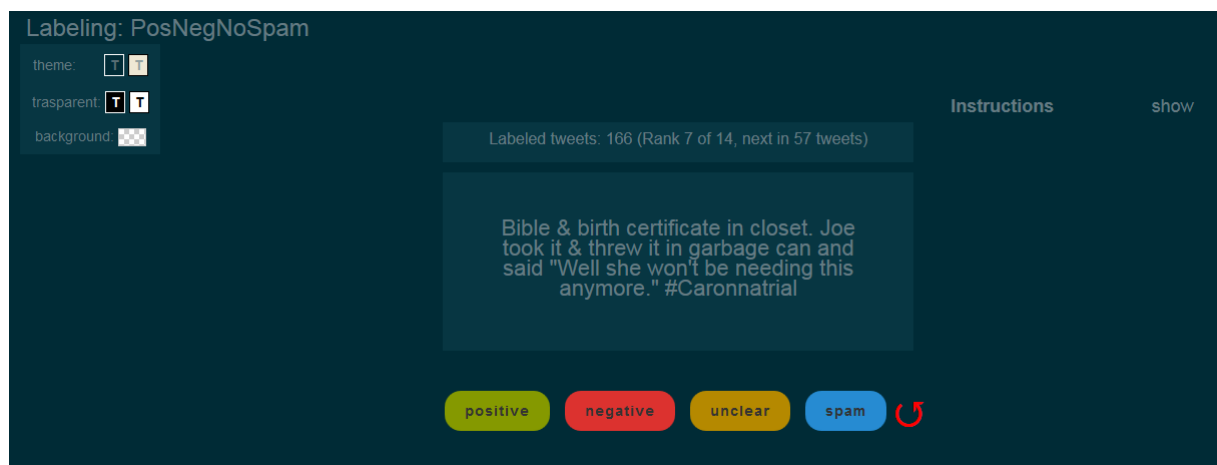 Labeling: PosNegNoSpam
theme: T T
trasparent: T T
background:
Instructions show
Labeled tweets: 166 (Rank 7 of 14, next in 57 tweets)
Bible & birth certificate in closet. Joe
took it & threw it in garbage can and
said "Well she won't be needing this
anymore." #Caronnatrial
positive negative unclear spam